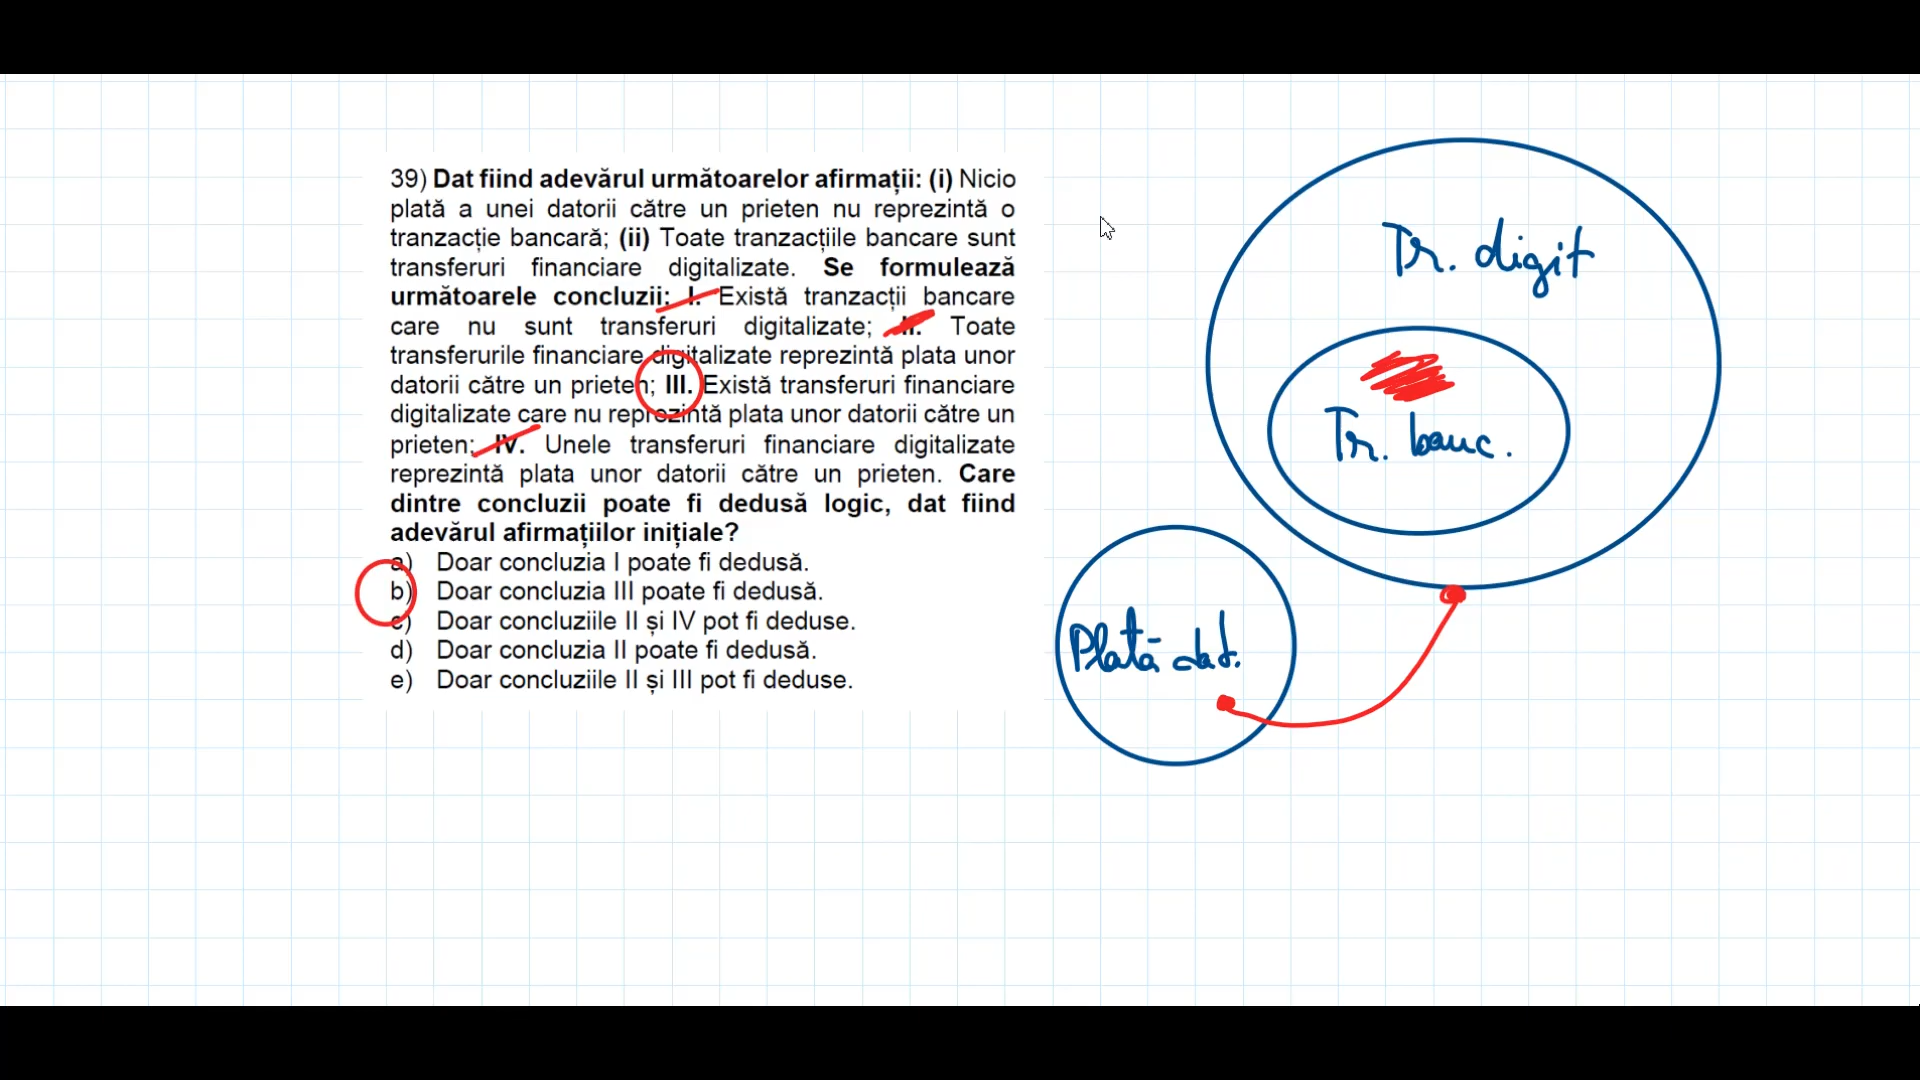 39) Dat fiind adevărul următoarelor afirmații: (i) Nicio
plată a unei datorii către un prieten nu reprezintă o
tranzacție bancară; (ii) Toate tranzacțiile bancare sunt
transferuri financiare digitalizate. Se formulează
următoarele concluzii: I. Există tranzacții bancare
care nu sunt transferuri digitalizate; II. Toate
transferurile financiare digitalizate reprezintă plata unor
datorii către un prieten; III. Există transferuri financiare
digitalizate care nu reprezintă plata unor datorii către un
prieten; IV. Unele transferuri financiare digitalizate
reprezintă plata unor datorii către un prieten. Care
dintre concluzii poate fi dedusă logic, dat fiind
adevărul afirmațiilor inițiale?
a) Doar concluzia I poate fi dedusă.
b) Doar concluzia III poate fi dedusă.
c) Doar concluziile II și IV pot fi deduse.
d) Doar concluzia II poate fi dedusă.
e) Doar concluziile II și III pot fi deduse.
Tr. digit
Tr. banc.
Plată dat.